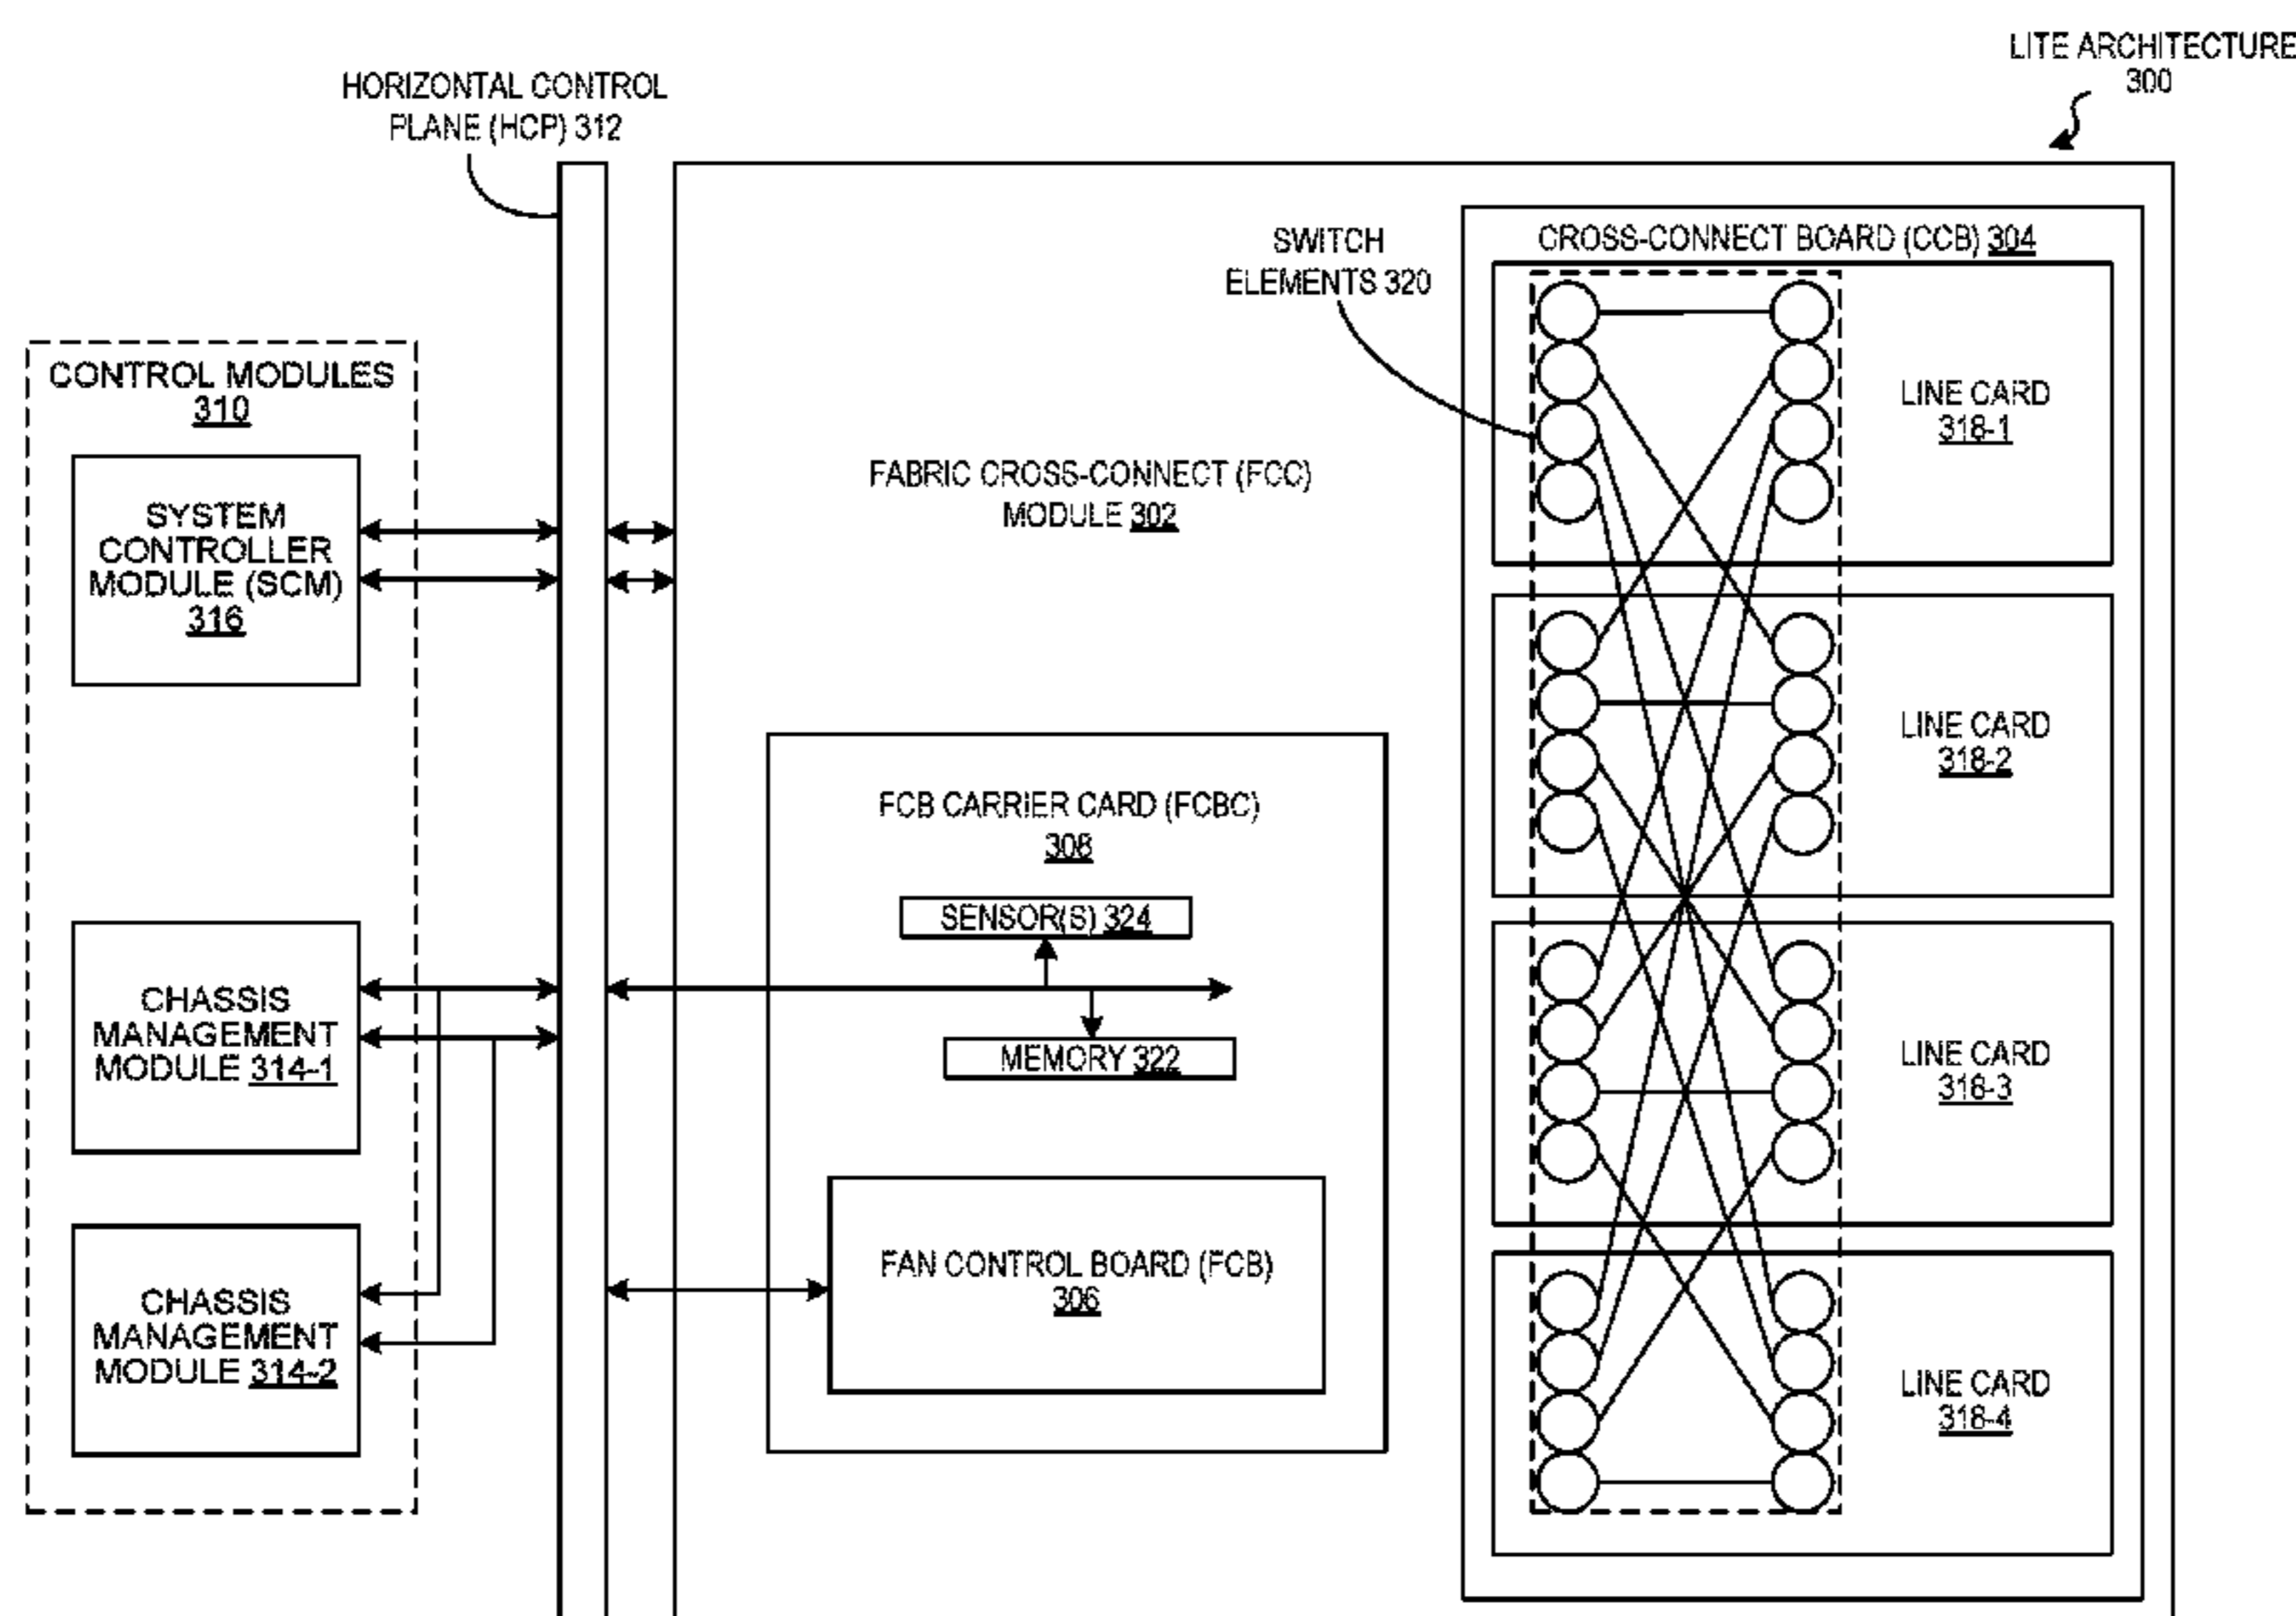 LITE ARCHITECTURE
300
HORIZONTAL CONTROL
PLANE (HCP) 312
SWITCH
ELEMENTS 320
CROSS-CONNECT BOARD (CCB) 304
CONTROL MODULES
310
SYSTEM
CONTROLLER
MODULE (SCM)
316
CHASSIS
MANAGEMENT
MODULE 314-1
CHASSIS
MANAGEMENT
MODULE 314-2
FABRIC CROSS-CONNECT (FCC)
MODULE 302
FCB CARRIER CARD (FCBC)
308
SENSOR(S) 324
MEMORY 322
FAN CONTROL BOARD (FCB)
306
LINE CARD
318-1
LINE CARD
318-2
LINE CARD
318-3
LINE CARD
318-4